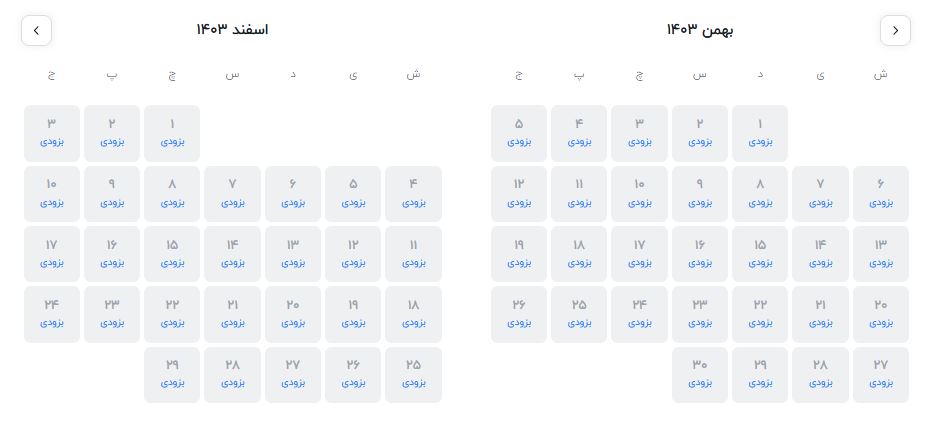 بهمن ۱۴۰۳
ش ی د س چ پ ج
۱ ۲ ۳ ۴ ۵
بزودی بزودی بزودی بزودی بزودی
۶ ۷ ۸ ۹ ۱۰ ۱۱ ۱۲
بزودی بزودی بزودی بزودی بزودی بزودی بزودی
۱۳ ۱۴ ۱۵ ۱۶ ۱۷ ۱۸ ۱۹
بزودی بزودی بزودی بزودی بزودی بزودی بزودی
۲۰ ۲۱ ۲۲ ۲۳ ۲۴ ۲۵ ۲۶
بزودی بزودی بزودی بزودی بزودی بزودی بزودی
۲۷ ۲۸ ۲۹ ۳۰
بزودی بزودی بزودی بزودی
اسفند ۱۴۰۳
ش ی د س چ پ ج
۱ ۲ ۳
بزودی بزودی بزودی
۴ ۵ ۶ ۷ ۸ ۹ ۱۰
بزودی بزودی بزودی بزودی بزودی بزودی بزودی
۱۱ ۱۲ ۱۳ ۱۴ ۱۵ ۱۶ ۱۷
بزودی بزودی بزودی بزودی بزودی بزودی بزودی
۱۸ ۱۹ ۲۰ ۲۱ ۲۲ ۲۳ ۲۴
بزودی بزودی بزودی بزودی بزودی بزودی بزودی
۲۵ ۲۶ ۲۷ ۲۸ ۲۹
بزودی بزودی بزودی بزودی بزودی